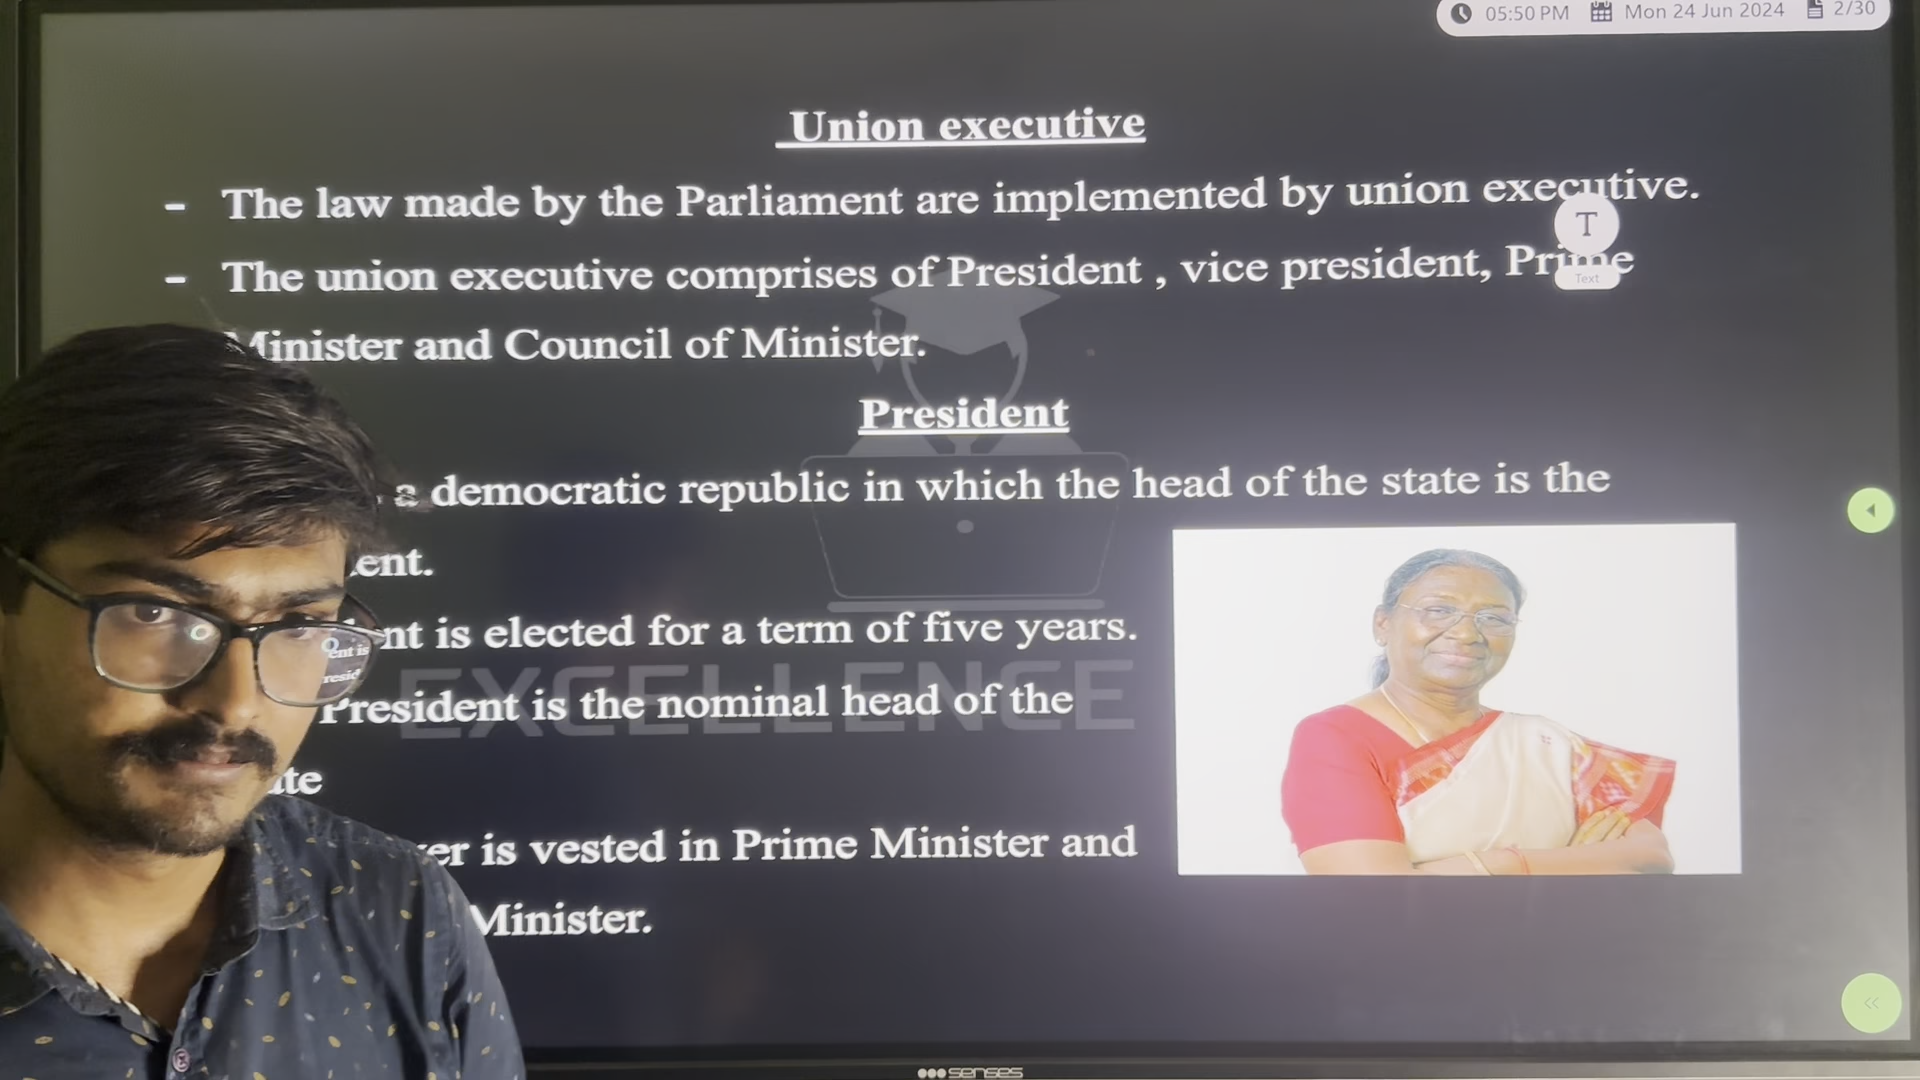 05:50 PM Mon 24 Jun 2024 2/30
Union executive
- The law made by the Parliament are implemented by union executive.
T
- The union executive comprises of President , vice president, Prime
Text
Minister and Council of Minister.
President
a democratic republic in which the head of the state is the
ent.
nt is elected for a term of five years.
EXCELLENCE
President is the nominal head of the
ate
er is vested in Prime Minister and
Minister.
senses